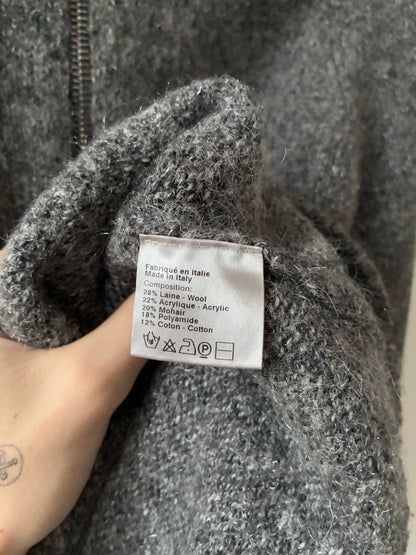 Fabriqué en Italie
Made in Italy
Composition:
28% Laine - Wool
22% Acrylique - Acrylic
20% Mohair
18% Polyamide
12% Coton - Cotton
P